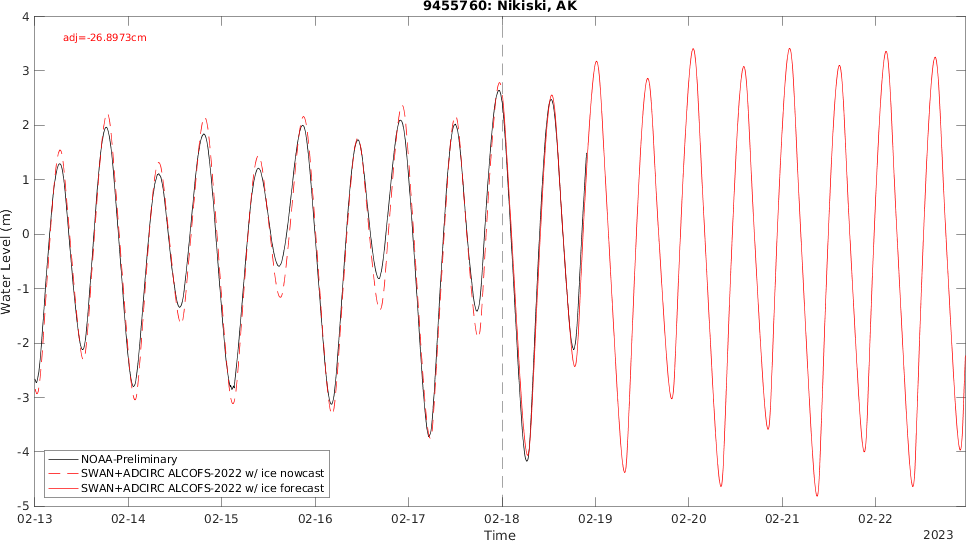 9455760: Nikiski, AK
adj=-26.8973cm
4
3
2
1
0
-1
-2
-3
-4
-5
Water Level (m)
NOAA-Preliminary
SWAN+ADCIRC ALCOFS-2022 w/ ice nowcast
SWAN+ADCIRC ALCOFS-2022 w/ ice forecast
02-13 02-14 02-15 02-16 02-17 02-18 02-19 02-20 02-21 02-22
Time
2023